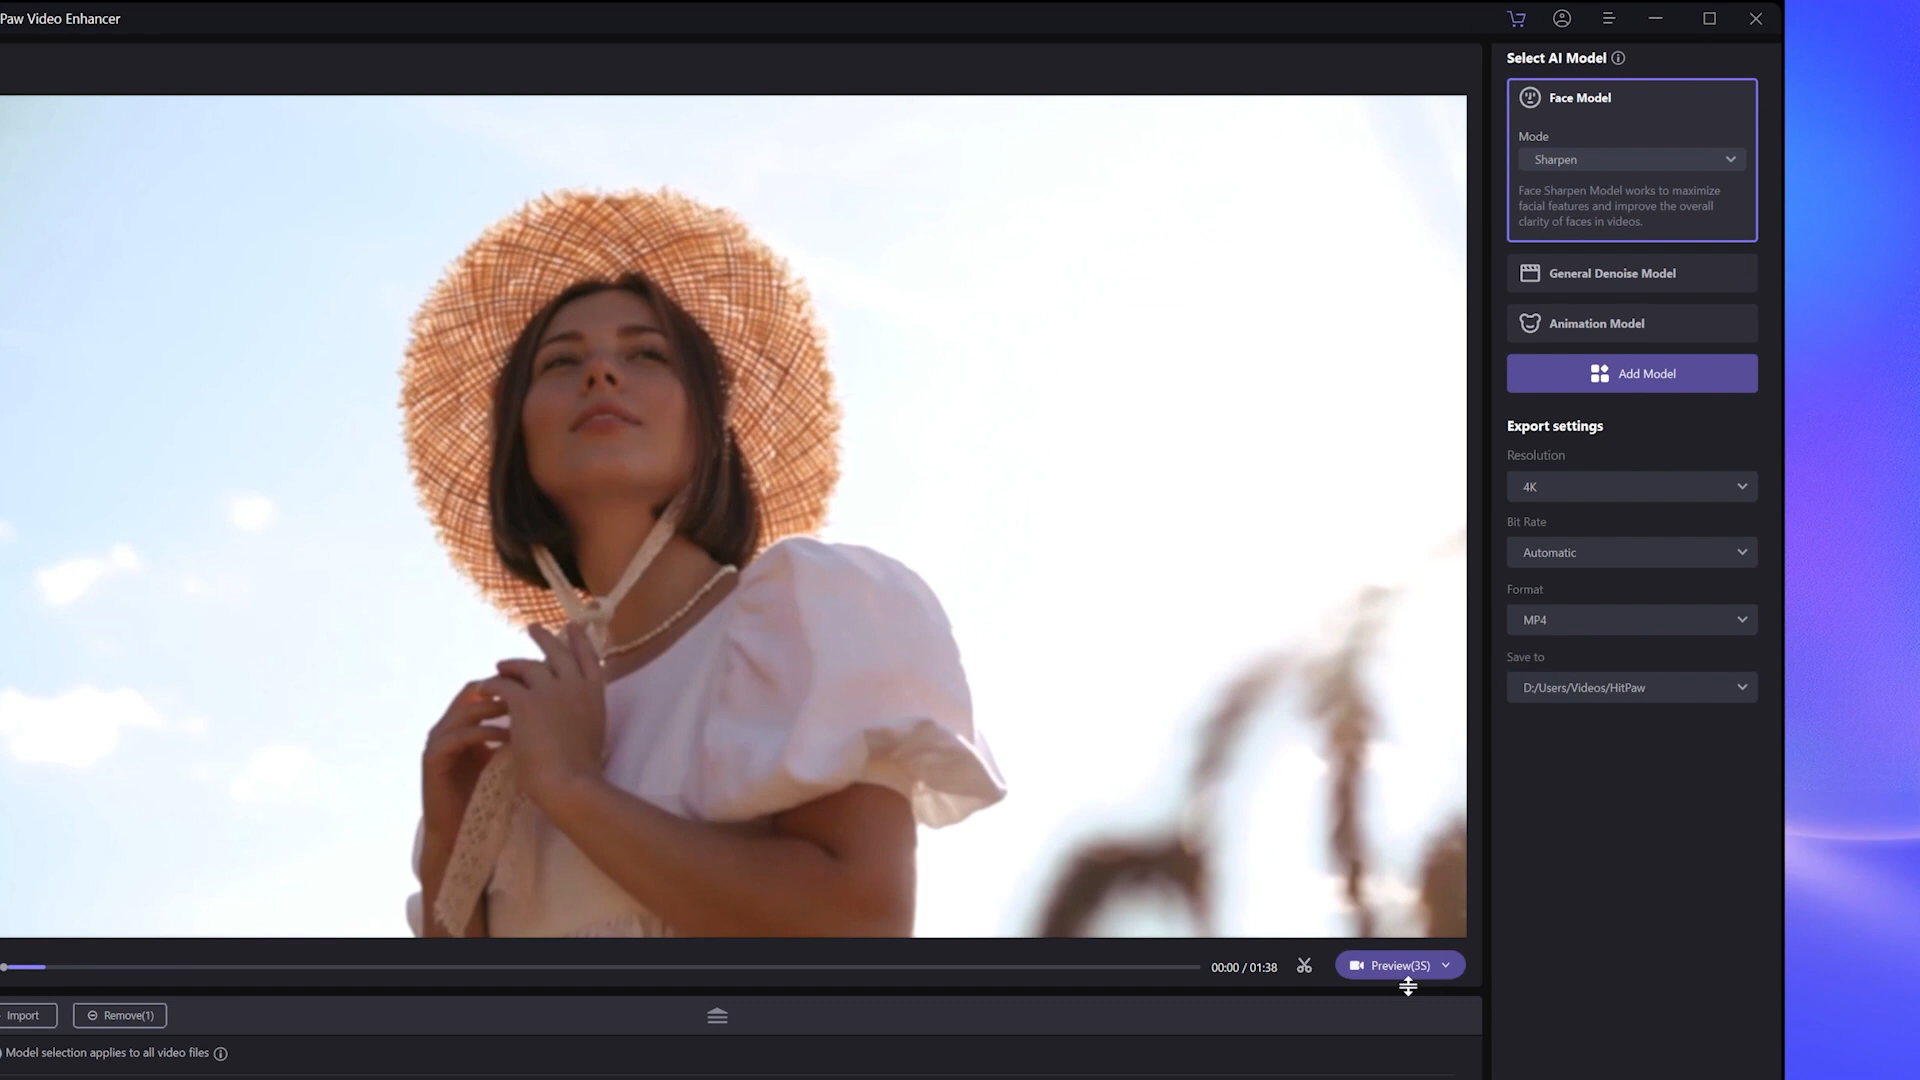 Paw Video Enhancer
Select AI Model
Face Model
Mode
Sharpen
Face Sharpen Model works to maximize
facial features and improve the overall
clarity of faces in videos.
General Denoise Model
Animation Model
Add Model
Export settings
Resolution
4K
Bit Rate
Automatic
Format
MP4
Save to
D:/Users/Videos/HitPaw
00:00 / 01:38
Preview(3S)
Import
Remove(1)
Model selection applies to all video files